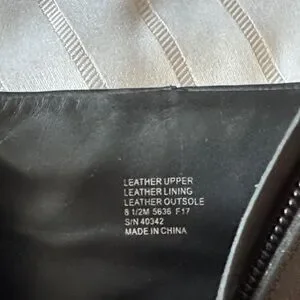 LEATHER UPPER
LEATHER LINING
LEATHER OUTSOLE
8 1/2M 5636 F17
S/N 40342
MADE IN CHINA